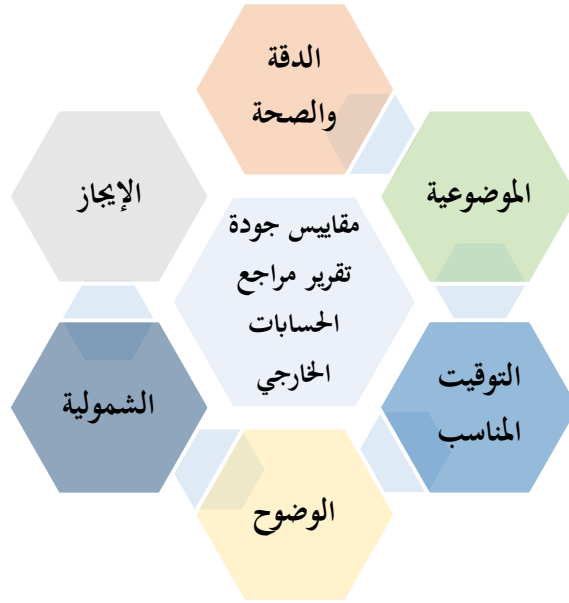 الدقة
والصحة
الموضوعية
الإيجاز
مقاييس جودة
تقرير مراجع
الحسابات
الخارجي
التوقيت
المناسب
الشمولية
الوضوح